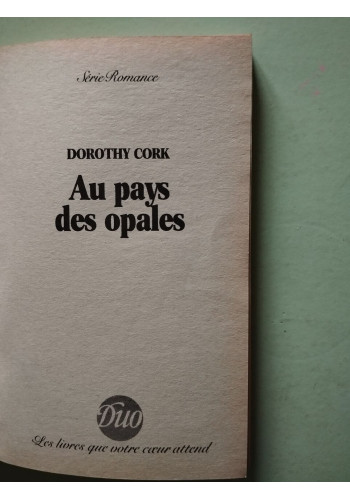 Série Romance
DOROTHY CORK
Au pays
des opales
Duo
Les livres que votre cœur attend